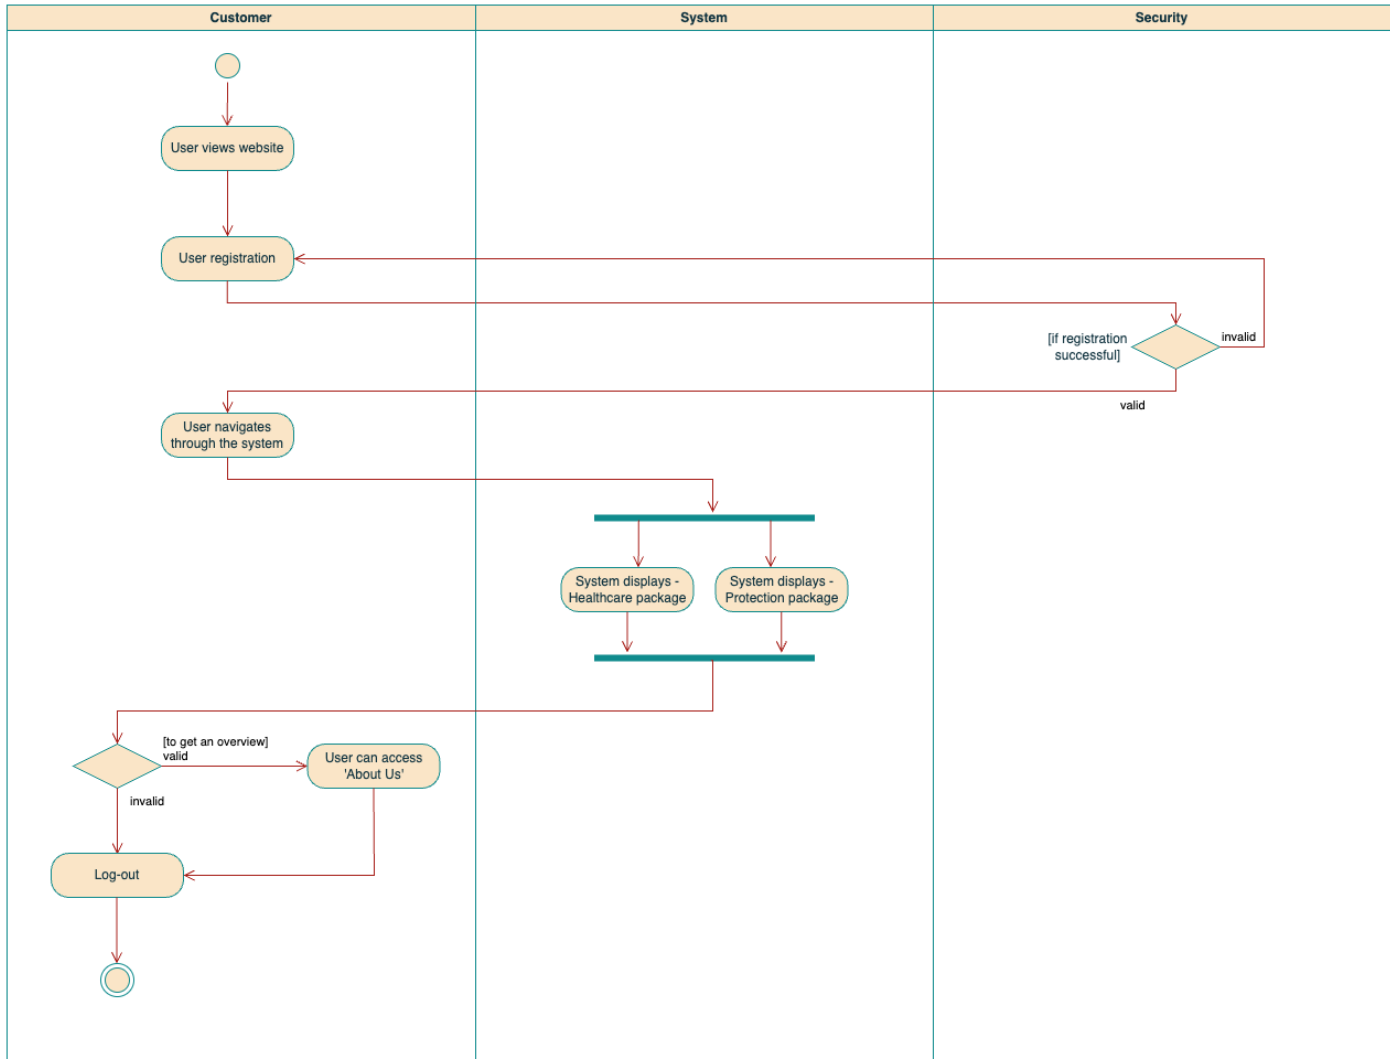 Customer
System
Security
User views website
User registration
[if registration
successful]
invalid
valid
User navigates
through the system
System displays -
Healthcare package
System displays -
Protection package
[to get an overview]
valid
User can access
'About Us'
invalid
Log-out